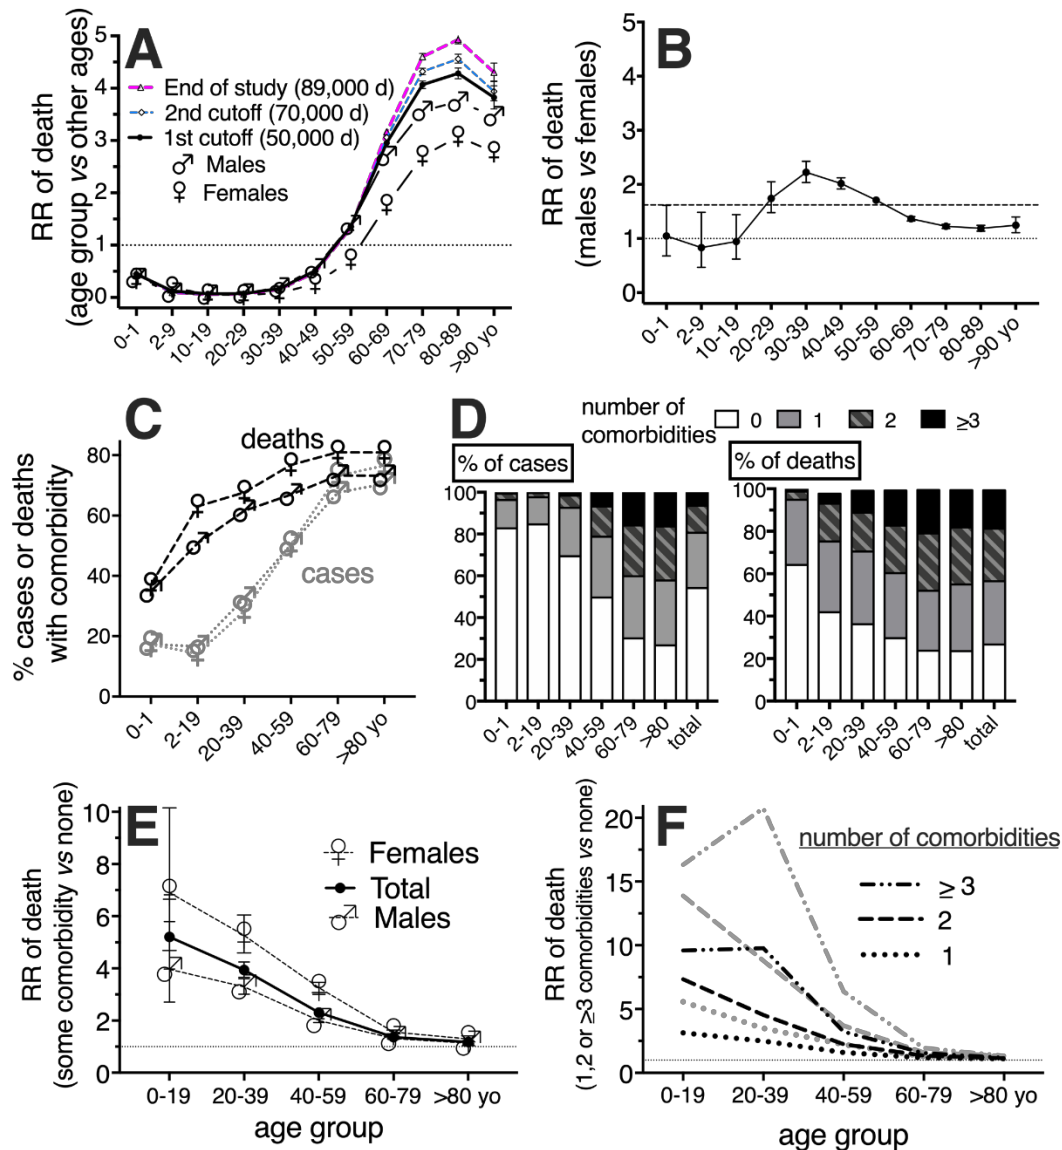 A
RR of death
(age group vs other ages)
5
4
3
2
1
0
End of study (89,000 d)
2nd cutoff (70,000 d)
1st cutoff (50,000 d)
♂ Males
♀ Females
0-1
2-9
10-19
20-29
30-39
40-49
50-59
60-69
70-79
80-89
>90 yo
B
RR of death
(males vs females)
5
4
3
2
1
0
0-1
2-9
10-19
20-29
30-39
40-49
50-59
60-69
70-79
80-89
>90 yo
C
% cases or deaths
with comorbidity
80
60
40
20
0
deaths
cases
0-1
2-19
20-39
40-59
60-79
>80 yo
D
number of
comorbidities
0 1 2 ≥3
% of cases
100
80
60
40
20
0
0-1
2-19
20-39
40-59
60-79
>80
total
% of deaths
100
80
60
40
20
0
0-1
2-19
20-39
40-59
60-79
>80
total
E
RR of death
(some comorbidity vs none)
10
8
6
4
2
0
Females
Total
Males
0-19 20-39 40-59 60-79 >80 yo
age group
F
RR of death
(1,2 or ≥3 comorbidities vs none)
20
15
10
5
0
number of comorbidities
≥ 3
2
1
0-19 20-39 40-59 60-79 >80 yo
age group